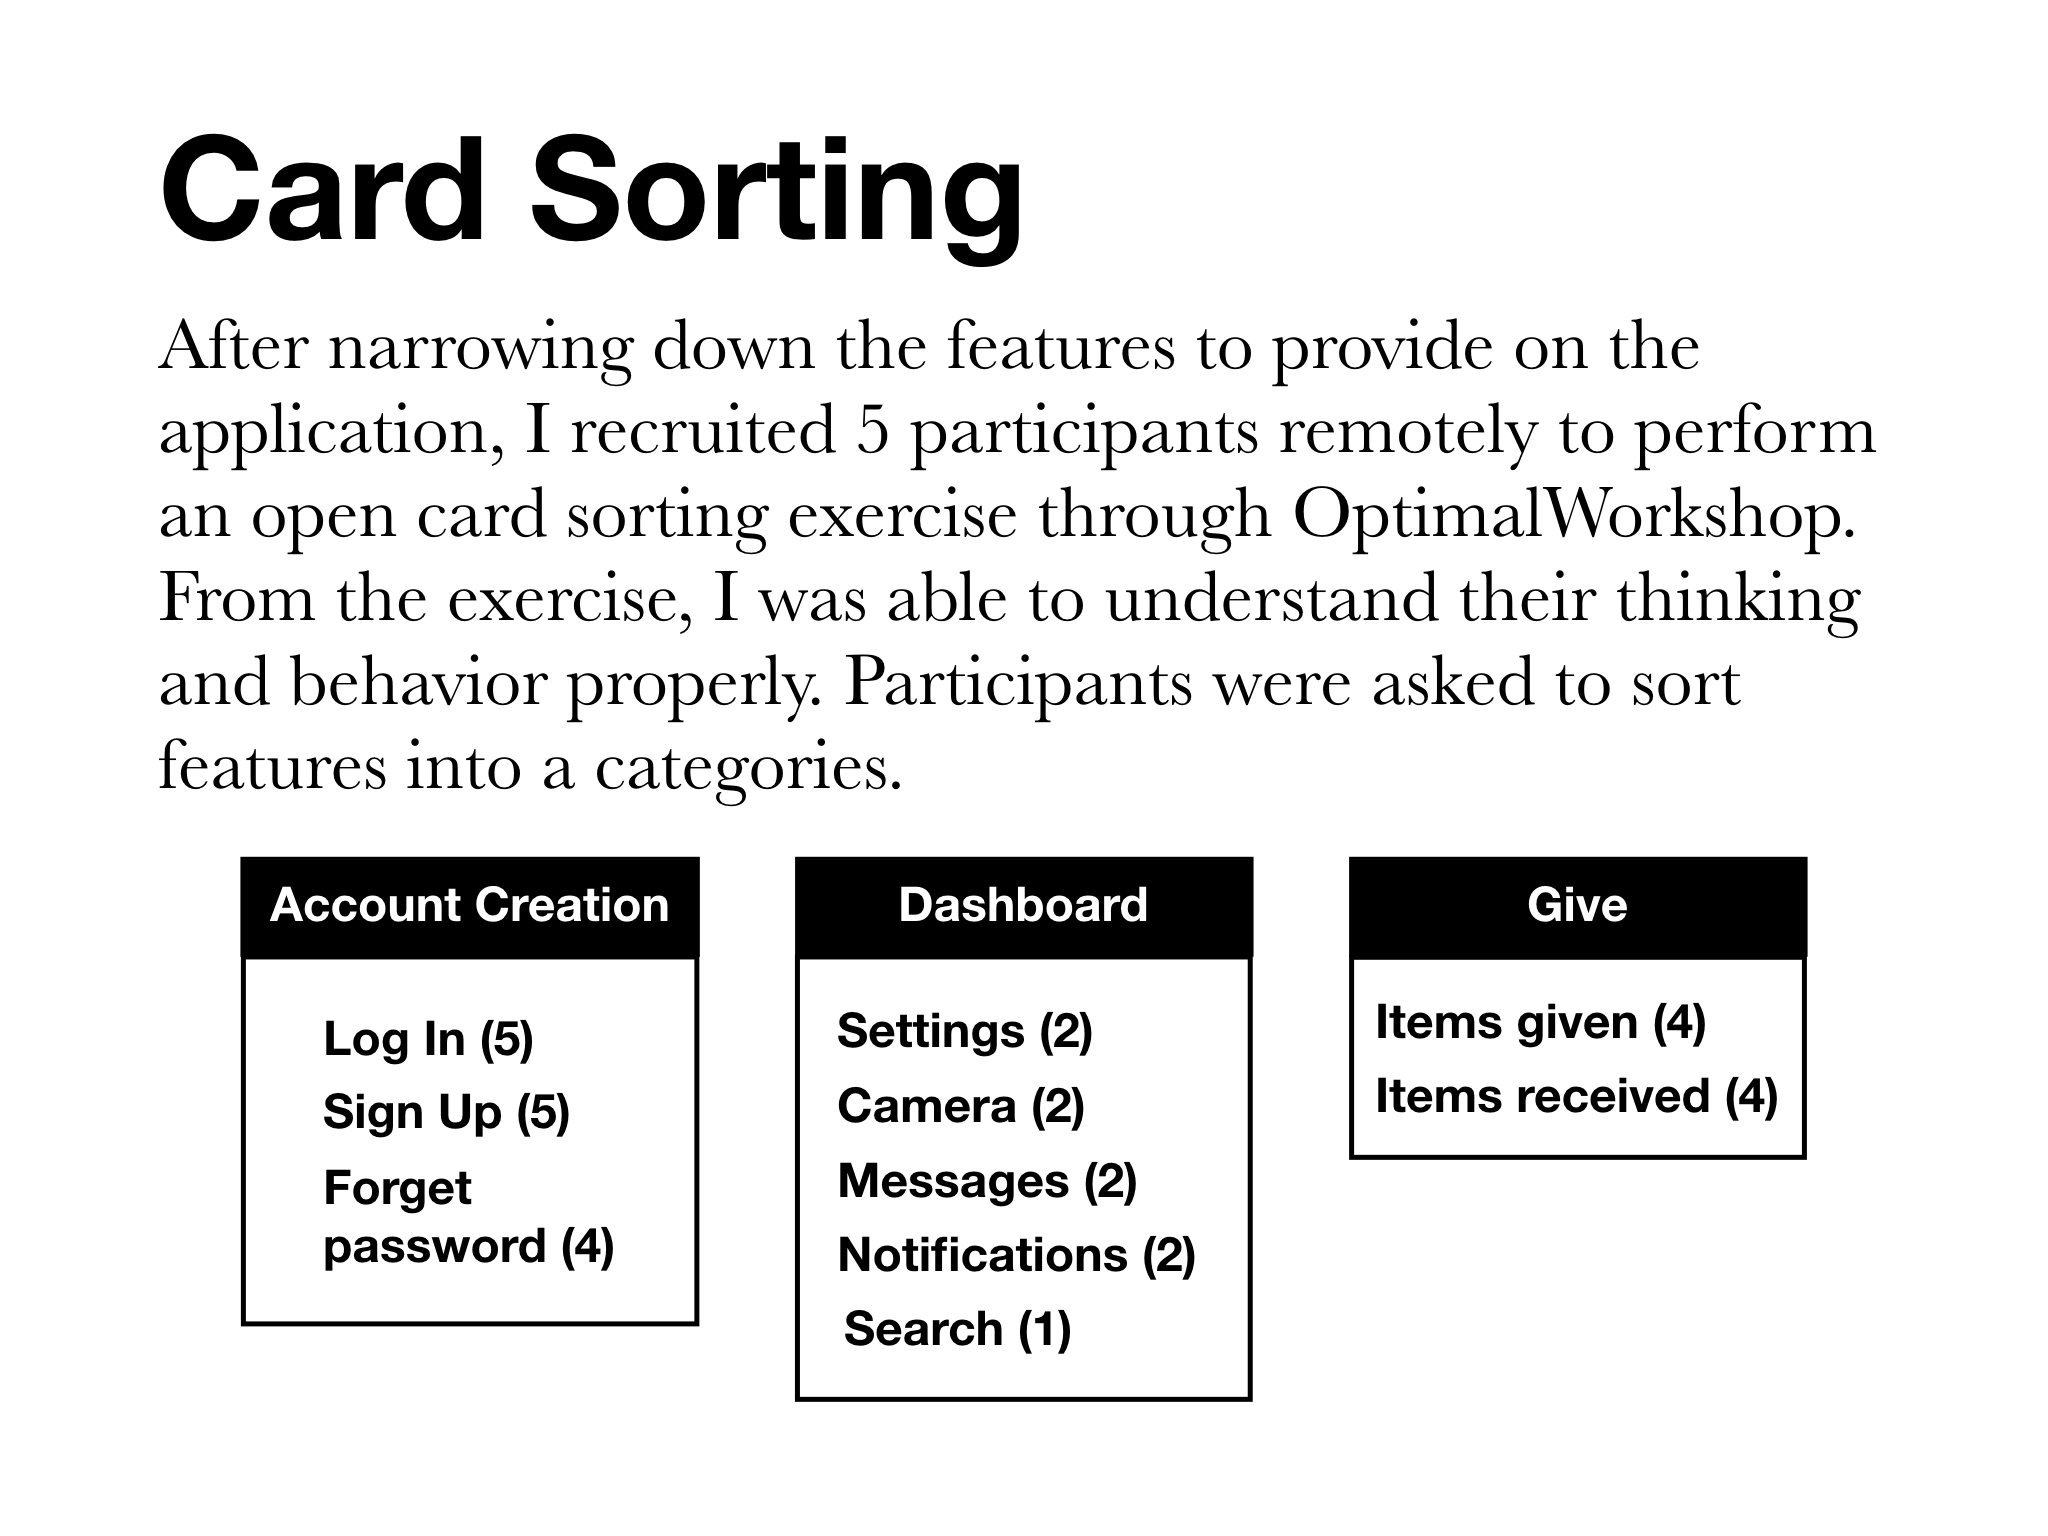 Card Sorting
After narrowing down the features to provide on the
application, I recruited 5 participants remotely to perform
an open card sorting exercise through OptimalWorkshop.
From the exercise, I was able to understand their thinking
and behavior properly. Participants were asked to sort
features into a categories.
Account Creation
Log In (5)
Sign Up (5)
Forget
password (4)
Dashboard
Settings (2)
Camera (2)
Messages (2)
Notifications (2)
Search (1)
Give
Items given (4)
Items received (4)